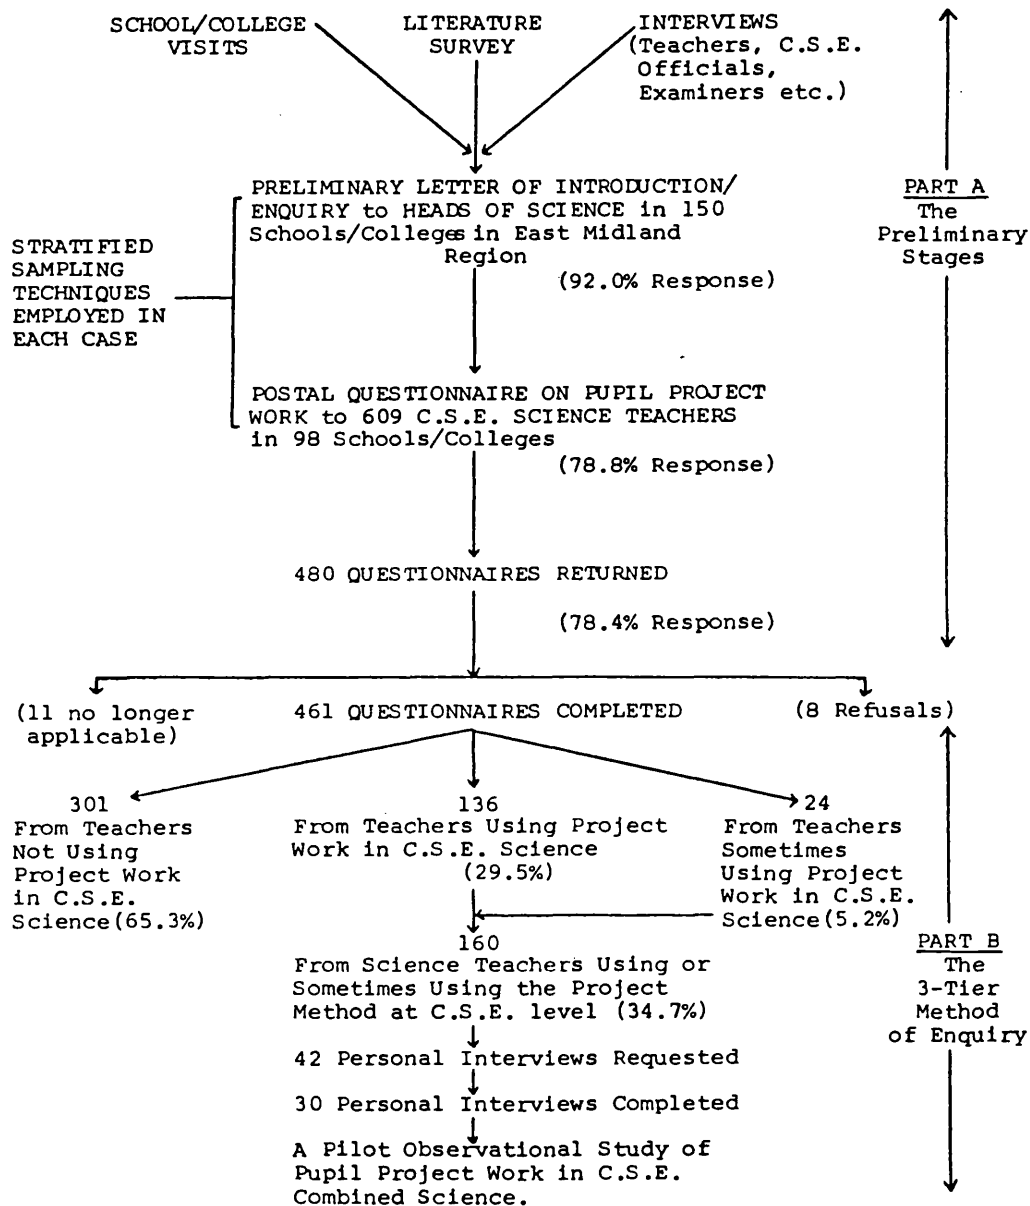 SCHOOL/COLLEGE
VISITS
LITERATURE
SURVEY
INTERVIEWS
(Teachers, C.S.E.
Officials,
Examiners etc.)
PRELIMINARY LETTER OF INTRODUCTION/
ENQUIRY to HEADS OF SCIENCE in 150
Schools/Colleges in East Midland
Region
(92.0% Response)
STRATIFIED
SAMPLING
TECHNIQUES
EMPLOYED IN
EACH CASE
PART A
The
Preliminary
Stages
POSTAL QUESTIONNAIRE ON PUPIL PROJECT
WORK to 609 C.S.E. SCIENCE TEACHERS
in 98 Schools/Colleges
(78.8% Response)
480 QUESTIONNAIRES RETURNED
(78.4% Response)
(11 no longer
applicable)
461 QUESTIONNAIRES COMPLETED
(8 Refusals)
301
From Teachers
Not Using
Project Work
in C.S.E.
Science(65.3%)
136
From Teachers Using Project
Work in C.S.E. Science
(29.5%)
24
From Teachers
Sometimes
Using Project
Work in C.S.E.
Science(5.2%)
160
From Science Teachers Using or
Sometimes Using the Project
Method at C.S.E. level (34.7%)
42 Personal Interviews Requested
30 Personal Interviews Completed
A Pilot Observational Study of
Pupil Project Work in C.S.E.
Combined Science.
PART B
The
3-Tier
Method
of Enquiry